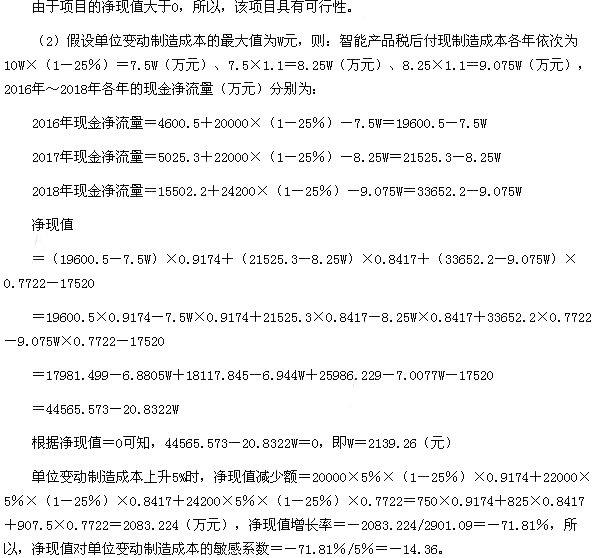 由于项目的净现值大于0，所以，该项目具有可行性。
（2）假设单位变动制造成本的最大值为W元，则：智能产品税后付现制造成本各年依次为
10W×（1－25%）＝7.5W（万元）、7.5×1.1＝8.25W（万元）、8.25×1.1＝9.075W（万元），
2016年～2018年各年的现金净流量（万元）分别为：
2016年现金净流量＝4600.5＋20000×（1－25%）－7.5W＝19600.5－7.5W
2017年现金净流量＝5025.3＋22000×（1－25%）－8.25W＝21525.3－8.25W
2018年现金净流量＝15502.2＋24200×（1－25%）－9.075W＝33652.2－9.075W
净现值
＝（19600.5－7.5W）×0.9174＋（21525.3－8.25W）×0.8417＋（33652.2－9.075W）×
0.7722－17520
＝19600.5×0.9174－7.5W×0.9174＋21525.3×0.8417－8.25W×0.8417＋33652.2×0.7722
－9.075W×0.7722－17520
＝17981.499－6.8805W＋18117.845－6.944W＋25986.229－7.0077W－17520
＝44565.573－20.8322W
根据净现值＝0可知，44565.573－20.8322W＝0，即W＝2139.26（元）
单位变动制造成本上升5%时，净现值减少额＝20000×5%×（1－25%）×0.9174＋22000×
5%×（1－25%）×0.8417＋24200×5%×（1－25%）×0.7722＝750×0.9174＋825×0.8417
＋907.5×0.7722＝2083.224（万元），净现值增长率＝－2083.224/2901.09＝－71.81%，所
以，净现值对单位变动制造成本的敏感系数＝－71.81%/5%＝－14.36。